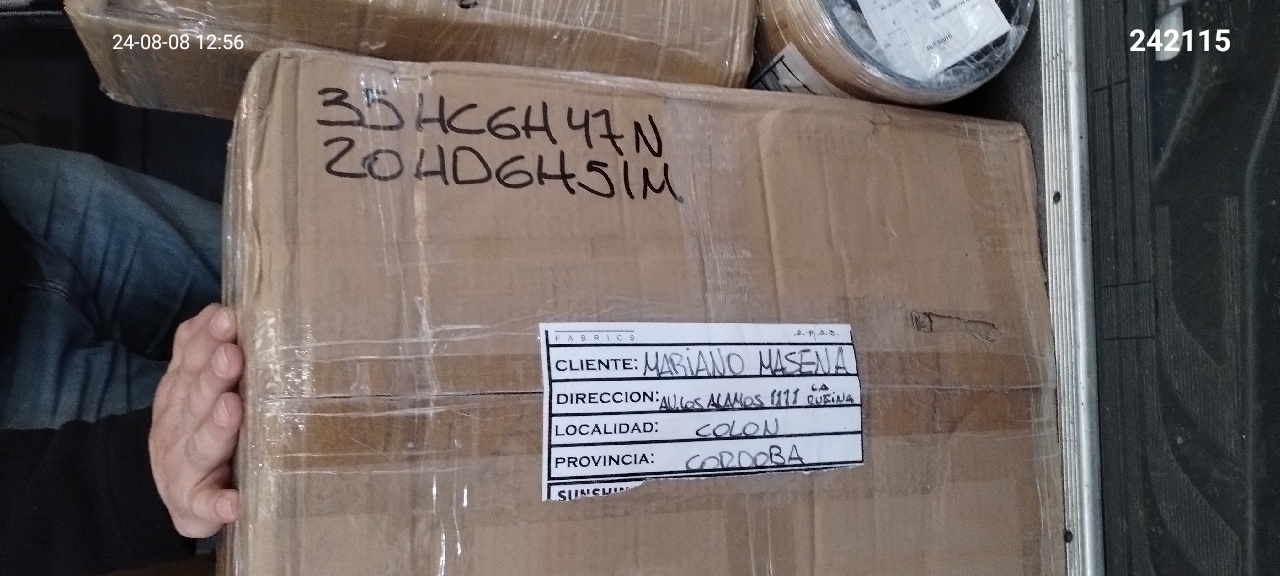 24-08-08 12:56
242115
35HC6H47N
20HD6H51M
FABRICS
CLIENTE: MARIANO MASENA
DIRECCION: AV. LOS ALAMOS 1111 LA RUFINA
LOCALIDAD: COLON
PROVINCIA: CORDOBA